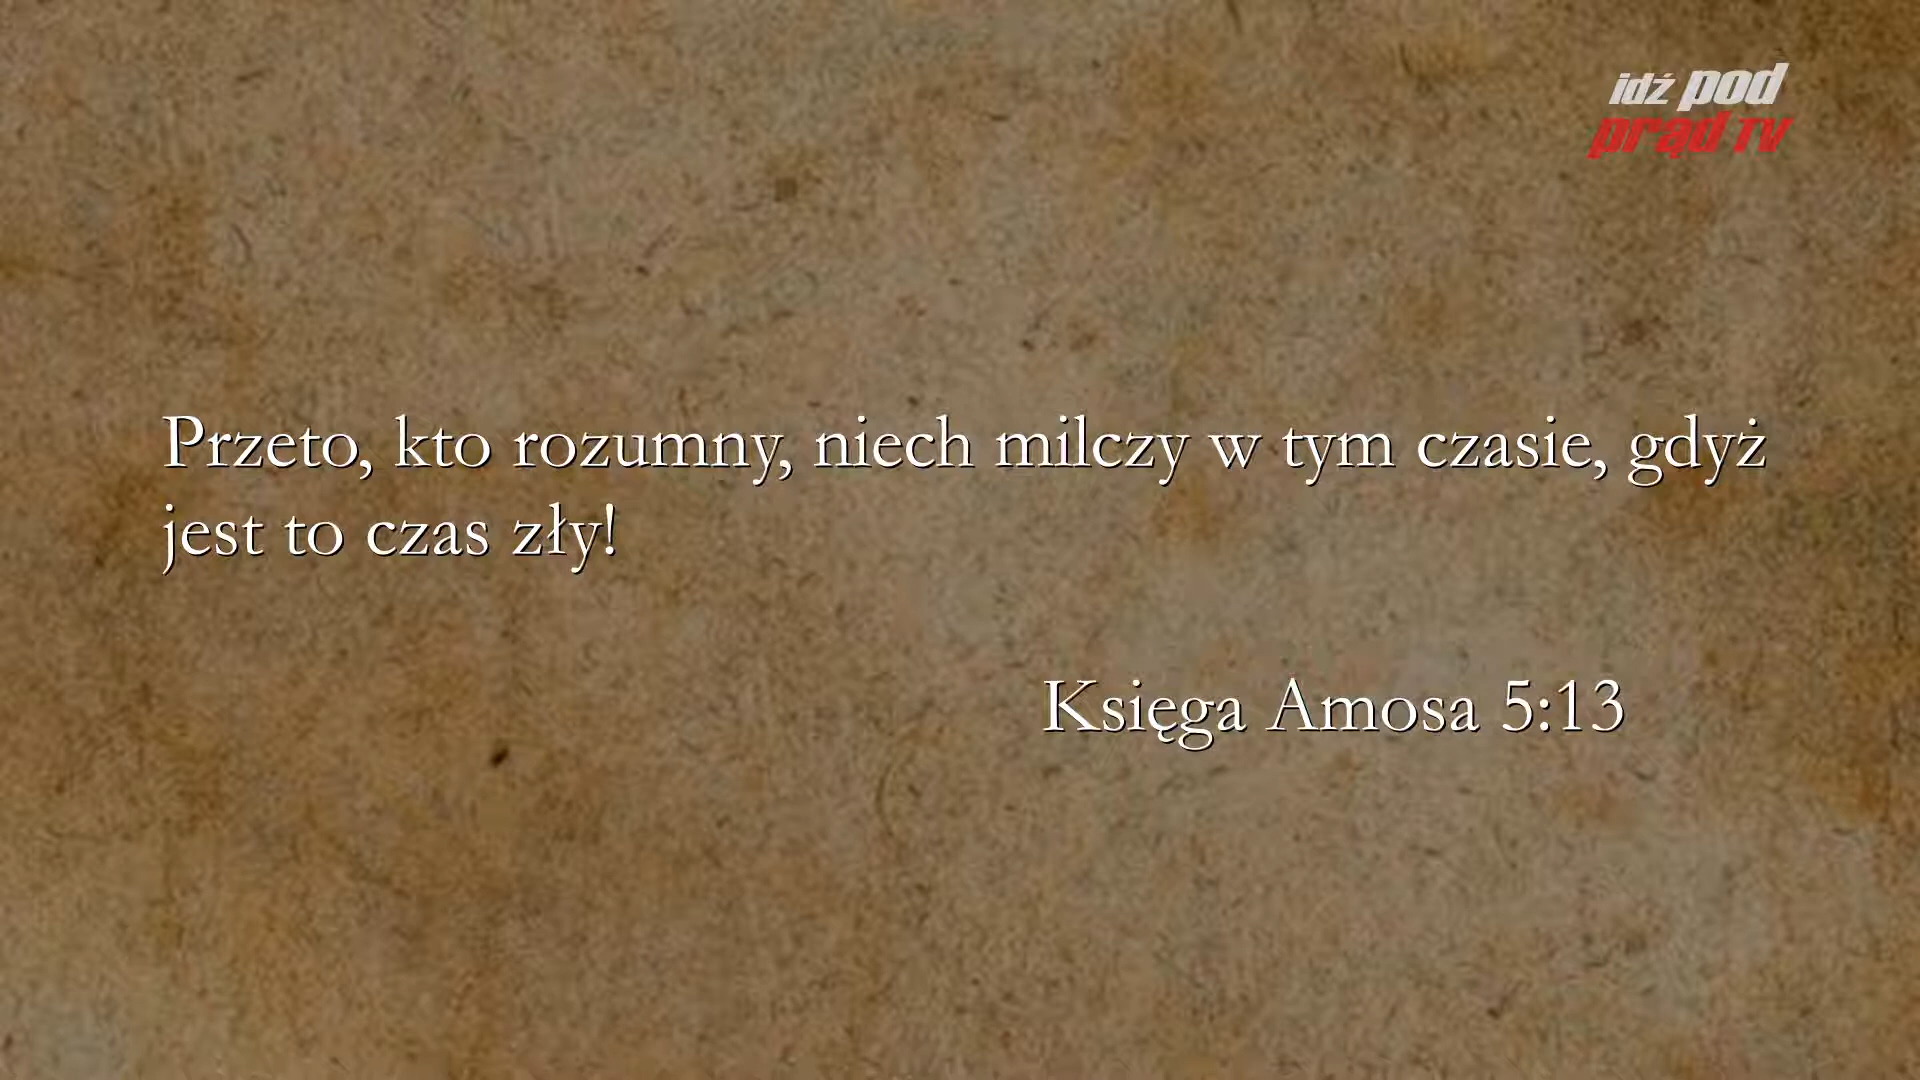 idź pod
prąd TV
Przeto, kto rozumny, niech milczy w tym czasie, gdyż
jest to czas zły!
Księga Amosa 5:13